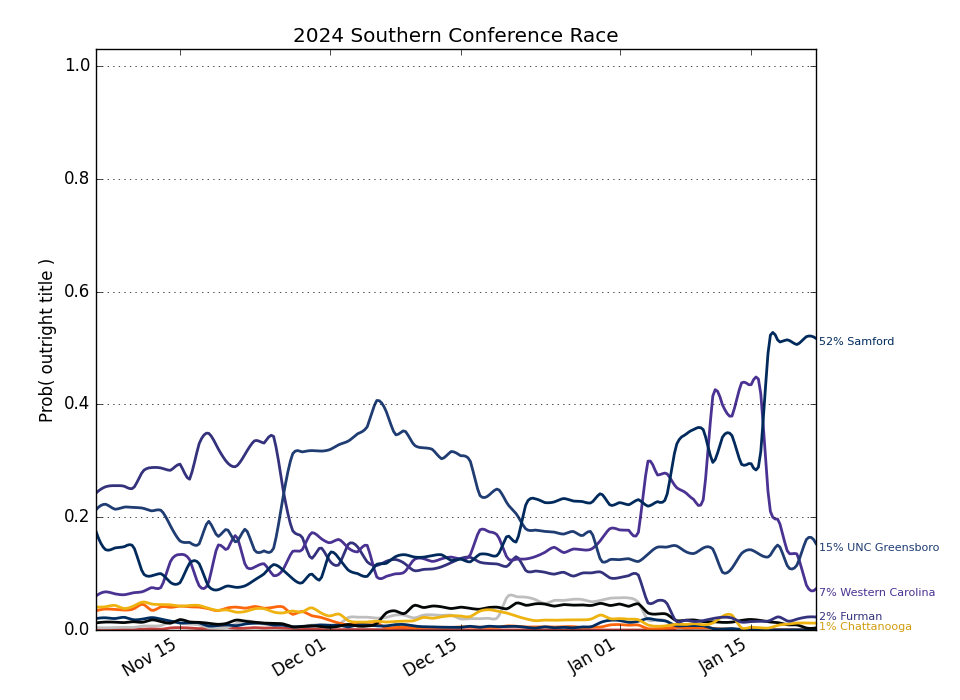 2024 Southern Conference Race
Prob( outright title )
1.0
0.8
0.6
0.4
0.2
0.0
52% Samford
15% UNC Greensboro
7% Western Carolina
2% Furman
1% Chattanooga
Nov 15
Dec 01
Dec 15
Jan 01
Jan 15